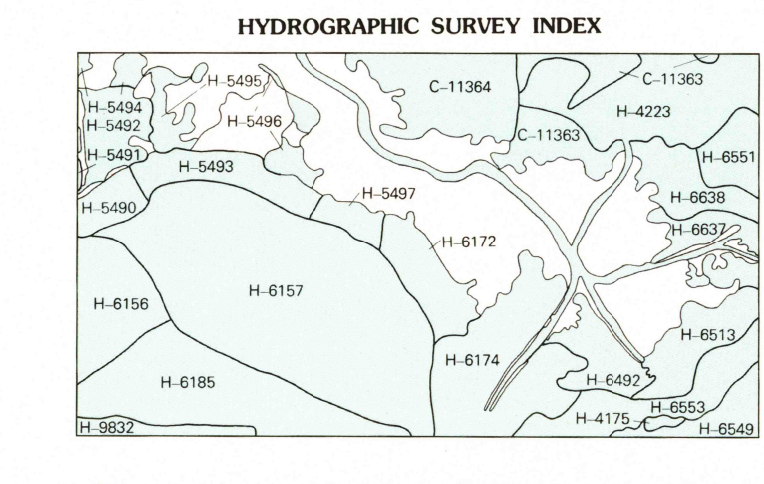 HYDROGRAPHIC SURVEY INDEX
H-5495
C-11364
C-11363
H-5494
H-4223
H-5492
H-5496
C-11363
H-5491
H-6551
H-5493
H-5497
H-6638
H-5490
H-6637
H-6172
H-6157
H-6156
H-6513
H-6174
H-6185
H-6492
H-6553
H-4175
H-9832
H-6549